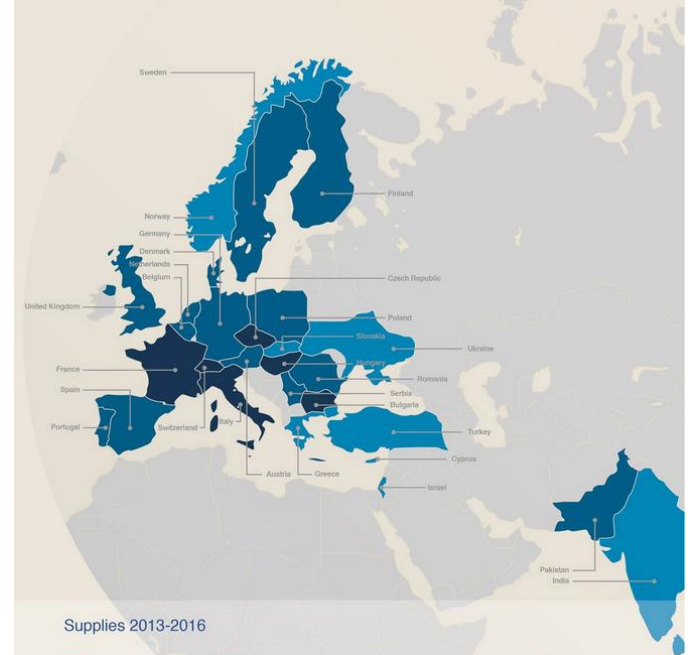 Sweden
Finland
Norway
Germany
Denmark
Netherlands
Belgium
Czech Republic
United Kingdom
Poland
Slovakia
Ukraine
Hungary
France
Romania
Spain
Serbia
Bulgaria
Portugal
Switzerland
Italy
Turkey
Cyprus
Austria
Greece
Israel
Pakistan
India
Supplies 2013-2016